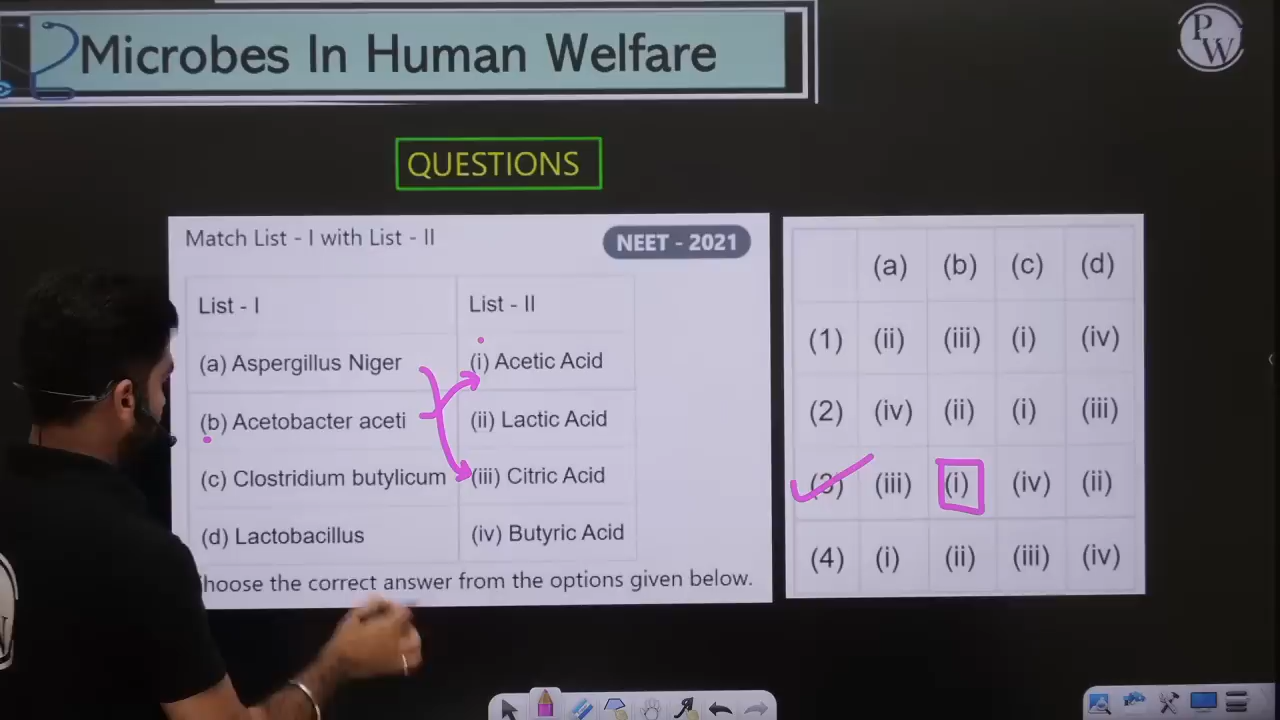 Microbes In Human Welfare
P
W
QUESTIONS
Match List - I with List - II
NEET - 2021
List - I List - II
(a) Aspergillus Niger (i) Acetic Acid
(b) Acetobacter aceti (ii) Lactic Acid
(c) Clostridium butylicum (iii) Citric Acid
(d) Lactobacillus (iv) Butyric Acid
hoose the correct answer from the options given below.
(a) (b) (c) (d)
(1) (ii) (iii) (i) (iv)
(2) (iv) (ii) (i) (iii)
(3) (iii) (i) (iv) (ii)
(4) (i) (ii) (iii) (iv)